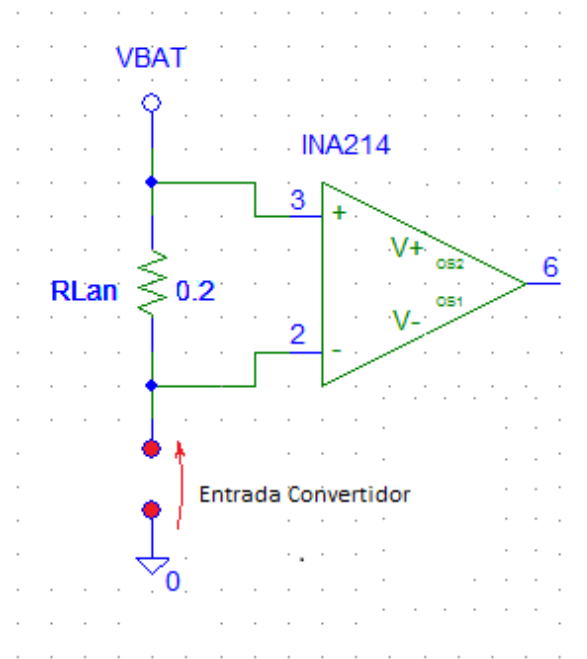 VBAT
INA214
3
+
V+
OS2
6
RLan 0.2
OS1
V-
2
-
Entrada Convertidor
0